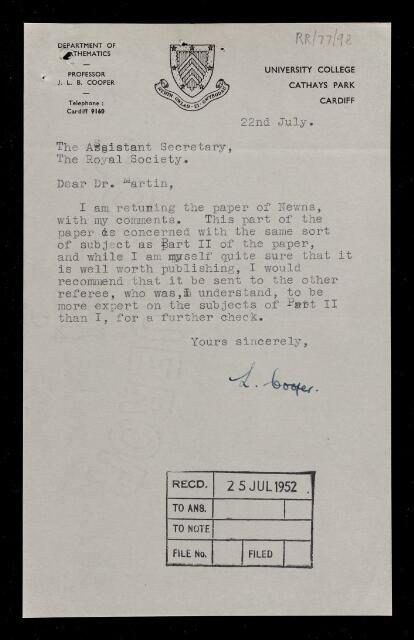 RR/77/92
DEPARTMENT OF
MATHEMATICS
PROFESSOR
J. L. B. COOPER
Telephone :
Cardiff 9160
UNIVERSITY COLLEGE
CATHAYS PARK
CARDIFF
22nd July.
The Assistant Secretary,
The Royal Society.
Dear Dr. Martin,
I am retuning the paper of Newns,
with my comments. This part of the
paper is concerned with the same sort
of subject as Part II of the paper,
and while I am myself quite sure that it
is well worth publishing, I would
recommend that it be sent to the other
referee, who was,I understand, to be
more expert on the subjects of Part II
than I, for a further check.
Yours sincerely,
L. Cooper.
RECD. 25 JUL 1952
TO ANS.
TO NOTE
FILE No. FILED